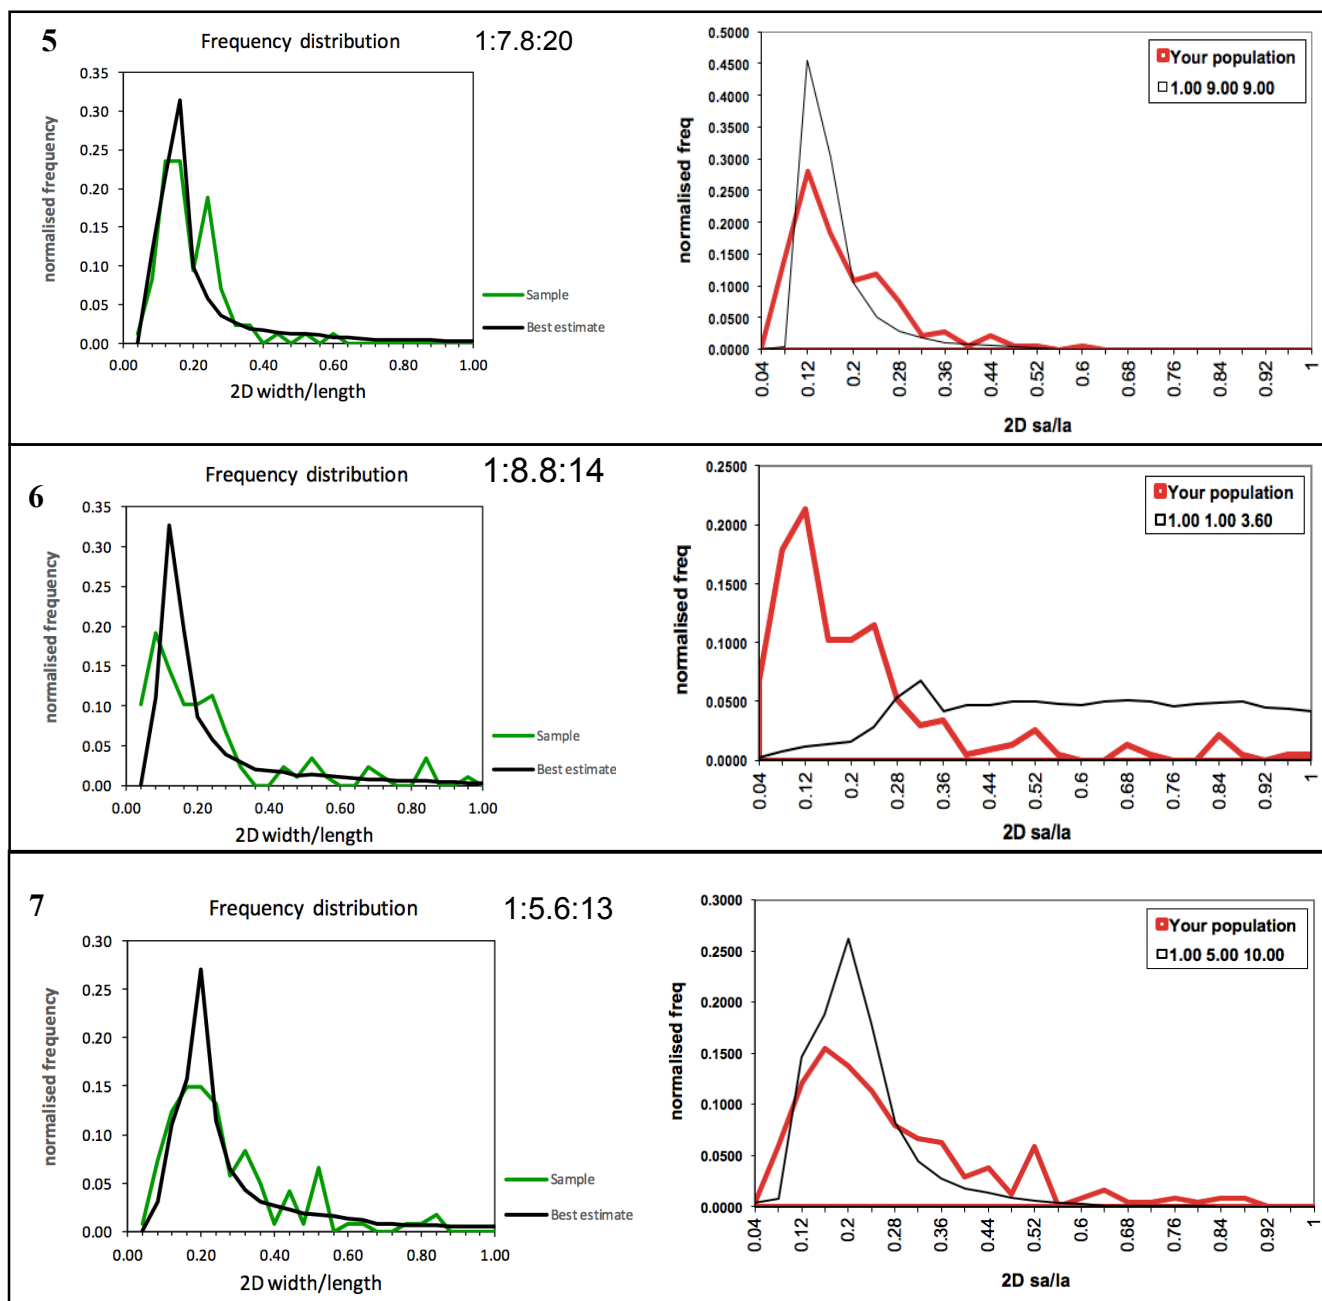 5
Frequency distribution
1:7.8:20
normalised frequency
0.35
0.30
0.25
0.20
0.15
0.10
0.05
0.00
0.00 0.20 0.40 0.60 0.80 1.00
2D width/length
Sample
Best estimate
normalised freq
0.5000
0.4500
0.4000
0.3500
0.3000
0.2500
0.2000
0.1500
0.1000
0.0500
0.0000
0.04 0.12 0.2 0.28 0.36 0.44 0.52 0.6 0.68 0.76 0.84 0.92 1
2D sa/la
Your population
1.00 9.00 9.00
6
Frequency distribution
1:8.8:14
normalised frequency
0.35
0.30
0.25
0.20
0.15
0.10
0.05
0.00
0.00 0.20 0.40 0.60 0.80 1.00
2D width/length
Sample
Best estimate
normalised freq
0.2500
0.2000
0.1500
0.1000
0.0500
0.0000
0.04 0.12 0.2 0.28 0.36 0.44 0.52 0.6 0.68 0.76 0.84 0.92 1
2D sa/la
Your population
1.00 1.00 3.60
7
Frequency distribution
1:5.6:13
normalised frequency
0.30
0.25
0.20
0.15
0.10
0.05
0.00
0.00 0.20 0.40 0.60 0.80 1.00
2D width/length
Sample
Best estimate
normalised freq
0.3000
0.2500
0.2000
0.1500
0.1000
0.0500
0.0000
0.04 0.12 0.2 0.28 0.36 0.44 0.52 0.6 0.68 0.76 0.84 0.92 1
2D sa/la
Your population
1.00 5.00 10.00